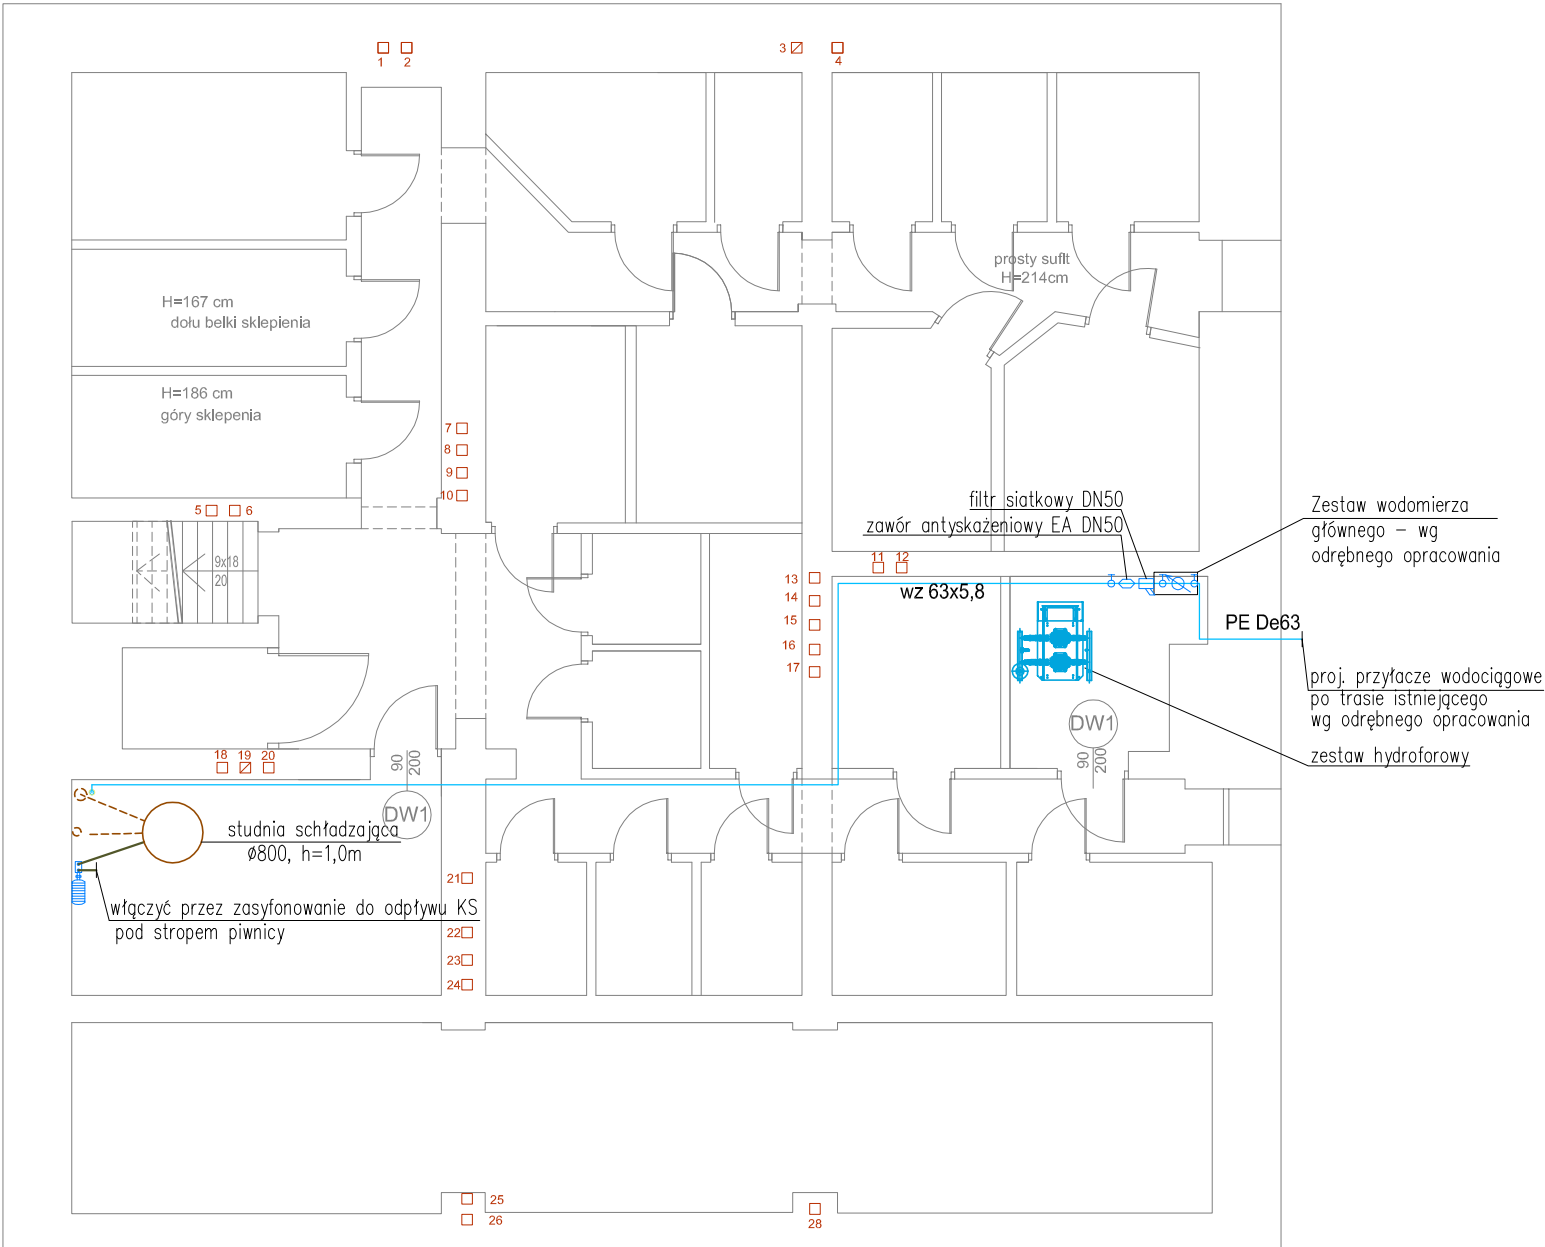 1
2
3
4
prosty suflt
H=214cm
H=167 cm
dołu belki sklepienia
H=186 cm
góry sklepenia
7
8
9
10
5
6
9x18
20
filtr siatkowy DN50
zawór antyskażeniowy EA DN50
Zestaw wodomierza
głównego – wg
odrębnego opracowania
11
12
13
14
15
16
17
wz 63x5,8
PE De63
proj. przyłacze wodociągowe
po trasie istniejącego
wg odrębnego opracowania
zestaw hydroforowy
DW1
90
200
18
19
20
90
200
DW1
studnia schładzająca
ø800, h=1,0m
włączyć przez zasyfonowanie do odpływu KS
pod stropem piwnicy
21
22
23
24
25
26
28